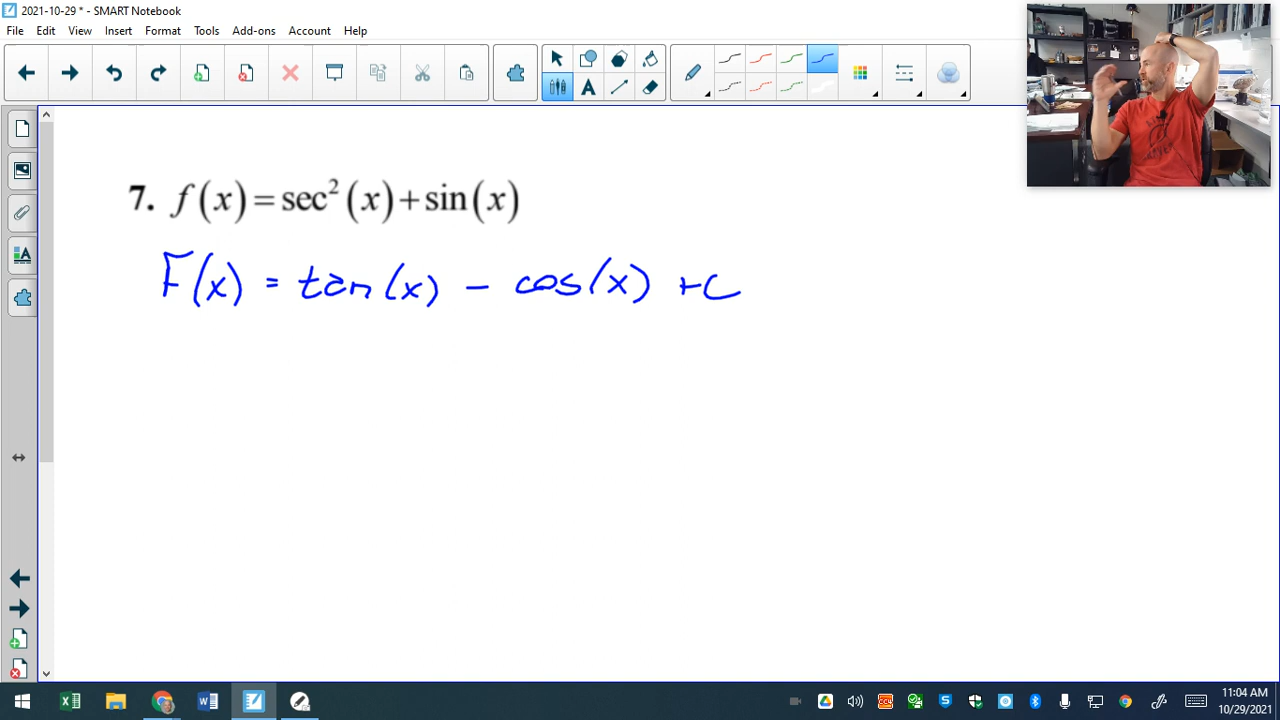 2021-10-29 * - SMART Notebook
File Edit View Insert Format Tools Add-ons Account Help
7. f(x) = sec²(x) + sin(x)
F(x) = tan(x) - cos(x) +C
11:04 AM
10/29/2021